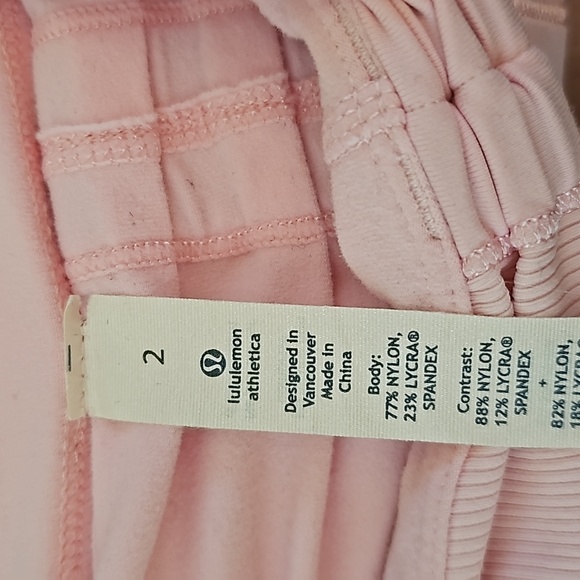 2
lululemon
athletica
Designed in
Vancouver
Made in
China
Body:
77% NYLON,
23% LYCRA®
SPANDEX
Contrast:
88% NYLON,
12% LYCRA®
SPANDEX
+
82% NYLON,